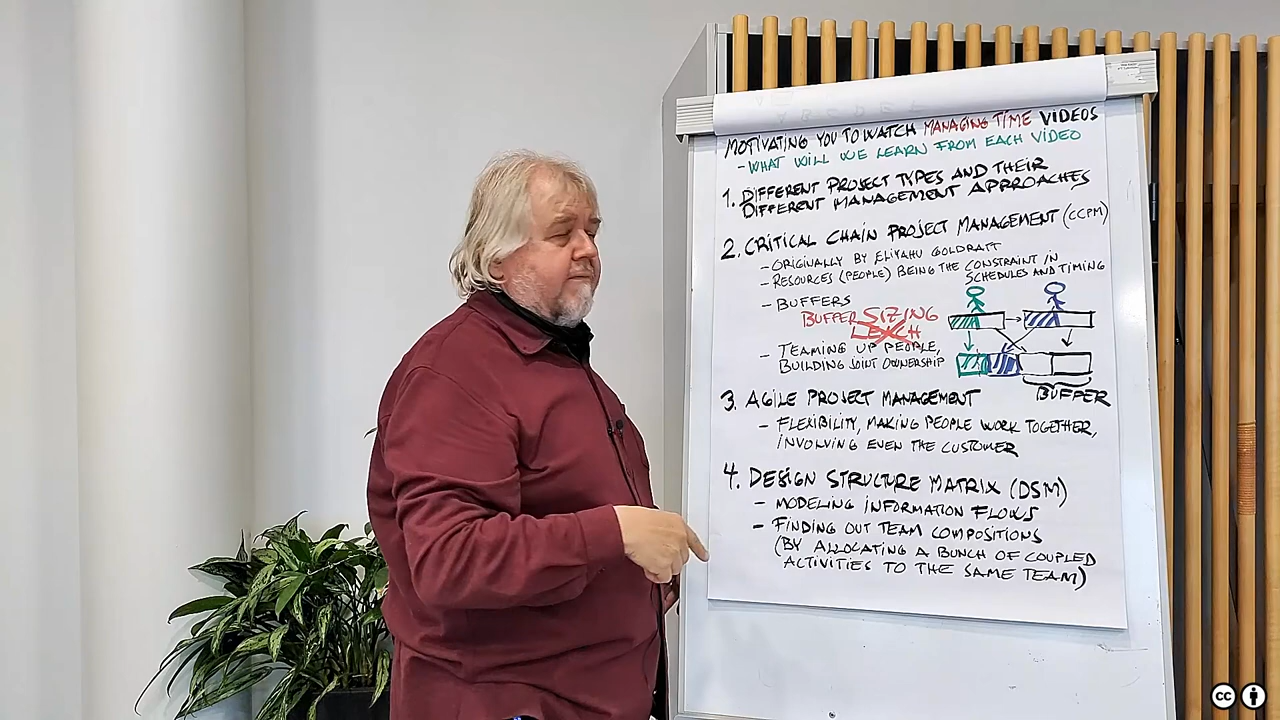 MOTIVATING YOU TO WATCH MANAGING TIME VIDEOS
- WHAT WILL WE LEARN FROM EACH VIDEO
1. DIFFERENT PROJECT TYPES AND THEIR
DIFFERENT MANAGEMENT APPROACHES
2. CRITICAL CHAIN PROJECT MANAGEMENT (CCPM)
- ORIGINALLY BY ELIYAHU GOLDRATT
- RESOURCES (PEOPLE) BEING THE CONSTRAINT IN
SCHEDULES AND TIMING
- BUFFERS
BUFFER SIZING
- TEAMING UP PEOPLE,
BUILDING JOINT OWNERSHIP
BUFFER
3. AGILE PROJECT MANAGEMENT
- FLEXIBILITY, MAKING PEOPLE WORK TOGETHER,
INVOLVING EVEN THE CUSTOMER
4. DESIGN STRUCTURE MATRIX (DSM)
- MODELING INFORMATION FLOWS
- FINDING OUT TEAM COMPOSITIONS
(BY ALLOCATING A BUNCH OF COUPLED
ACTIVITIES TO THE SAME TEAM)
cc